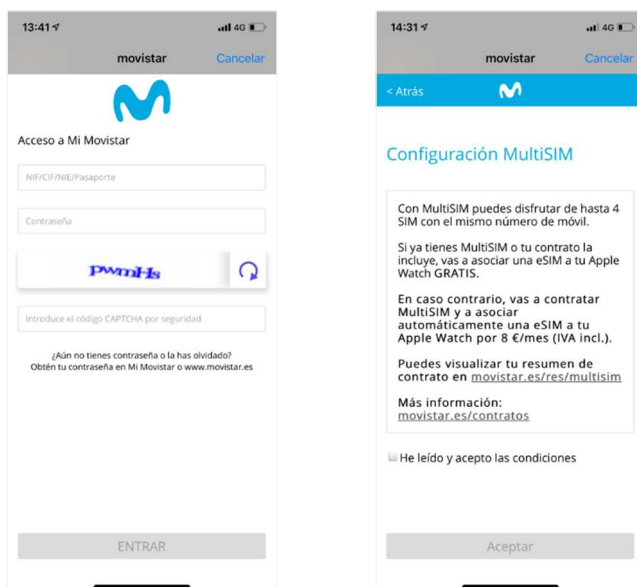 13:41
4G
movistar
Cancelar
Acceso a Mi Movistar
NIF/CIF/NIE/Pasaporte
Contraseña
pwmHs
Introduce el código CAPTCHA por seguridad
¿Aún no tienes contraseña o la has olvidado?
Obtén tu contraseña en Mi Movistar o www.movistar.es
ENTRAR
14:31
4G
movistar
Cancelar
< Atrás
Configuración MultiSIM
Con MultiSIM puedes disfrutar de hasta 4
SIM con el mismo número de móvil.
Si ya tienes MultiSIM o tu contrato la
incluye, vas a asociar una eSIM a tu Apple
Watch GRATIS.
En caso contrario, vas a contratar
MultiSIM y a asociar
automáticamente una eSIM a tu
Apple Watch por 8 €/mes (IVA incl.).
Puedes visualizar tu resumen de
contrato en movistar.es/res/multisim
Más información:
movistar.es/contratos
He leído y acepto las condiciones
Aceptar